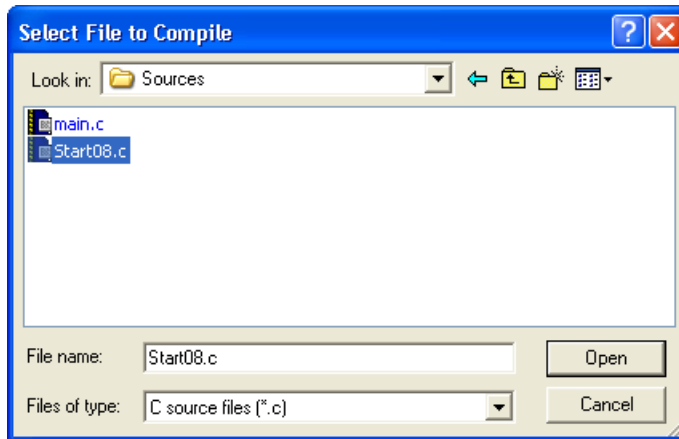 Select File to Compile
Look in: Sources
main.c
Start08.c
File name: Start08.c Open
Files of type: C source files (*.c) Cancel